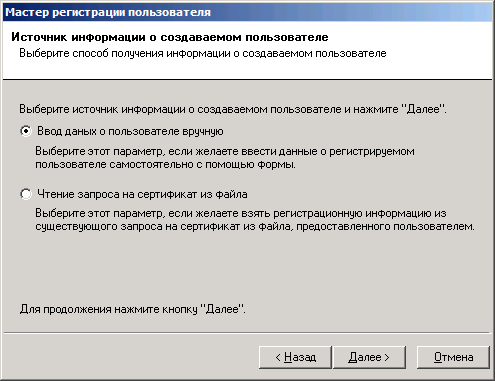 Мастер регистрации пользователя
Источник информации о создаваемом пользователе
Выберите способ получения информации о создаваемом пользователе
Выберите источник информации о создаваемом пользователе и нажмите "Далее".
Ввод даных о пользователе вручную
Выберите этот параметр, если желаете ввести данные о регистрируемом
пользователе самостоятельно с помощью формы.
Чтение запроса на сертификат из файла
Выберите этот параметр, если желаете взять регистрационную информацию из
существующего запроса на сертификат из файла, предоставленного пользователем.
Для продолжения нажмите кнопку "Далее".
< Назад Далее > Отмена